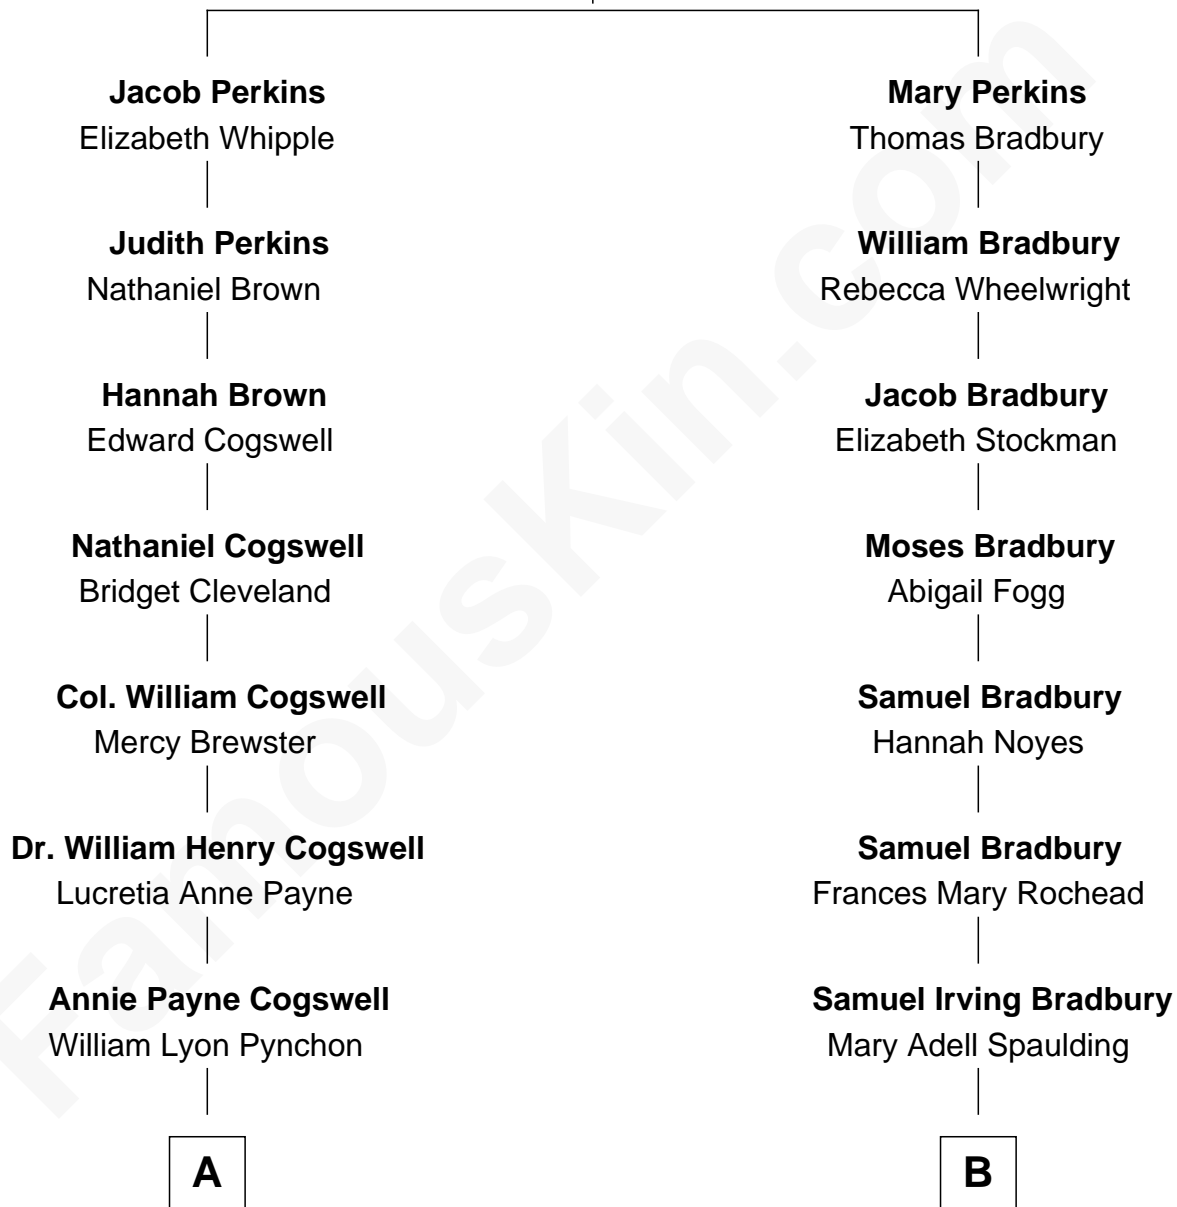 Jacob Perkins
Elizabeth Whipple
Judith Perkins
Nathaniel Brown
Hannah Brown
Edward Cogswell
Nathaniel Cogswell
Bridget Cleveland
Col. William Cogswell
Mercy Brewster
Dr. William Henry Cogswell
Lucretia Anne Payne
Annie Payne Cogswell
William Lyon Pynchon
A
Mary Perkins
Thomas Bradbury
William Bradbury
Rebecca Wheelwright
Jacob Bradbury
Elizabeth Stockman
Moses Bradbury
Abigail Fogg
Samuel Bradbury
Hannah Noyes
Samuel Bradbury
Frances Mary Rochead
Samuel Irving Bradbury
Mary Adell Spaulding
B
FamousKin.com